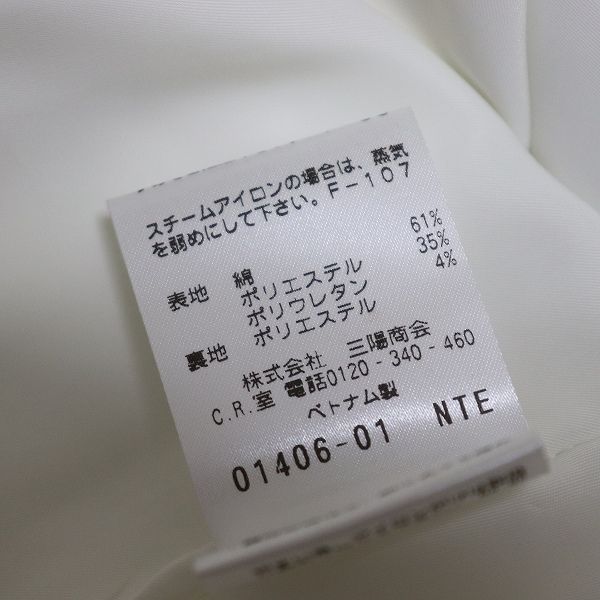 スチームアイロンの場合は、蒸気
を弱めにして下さい。F-107
表地 綿 61%
ポリエステル 35%
ポリウレタン 4%
裏地 ポリエステル
株式会社 三陽商会
C.R.室 電話0120-340-460
ベトナム製
01406-01 NTE